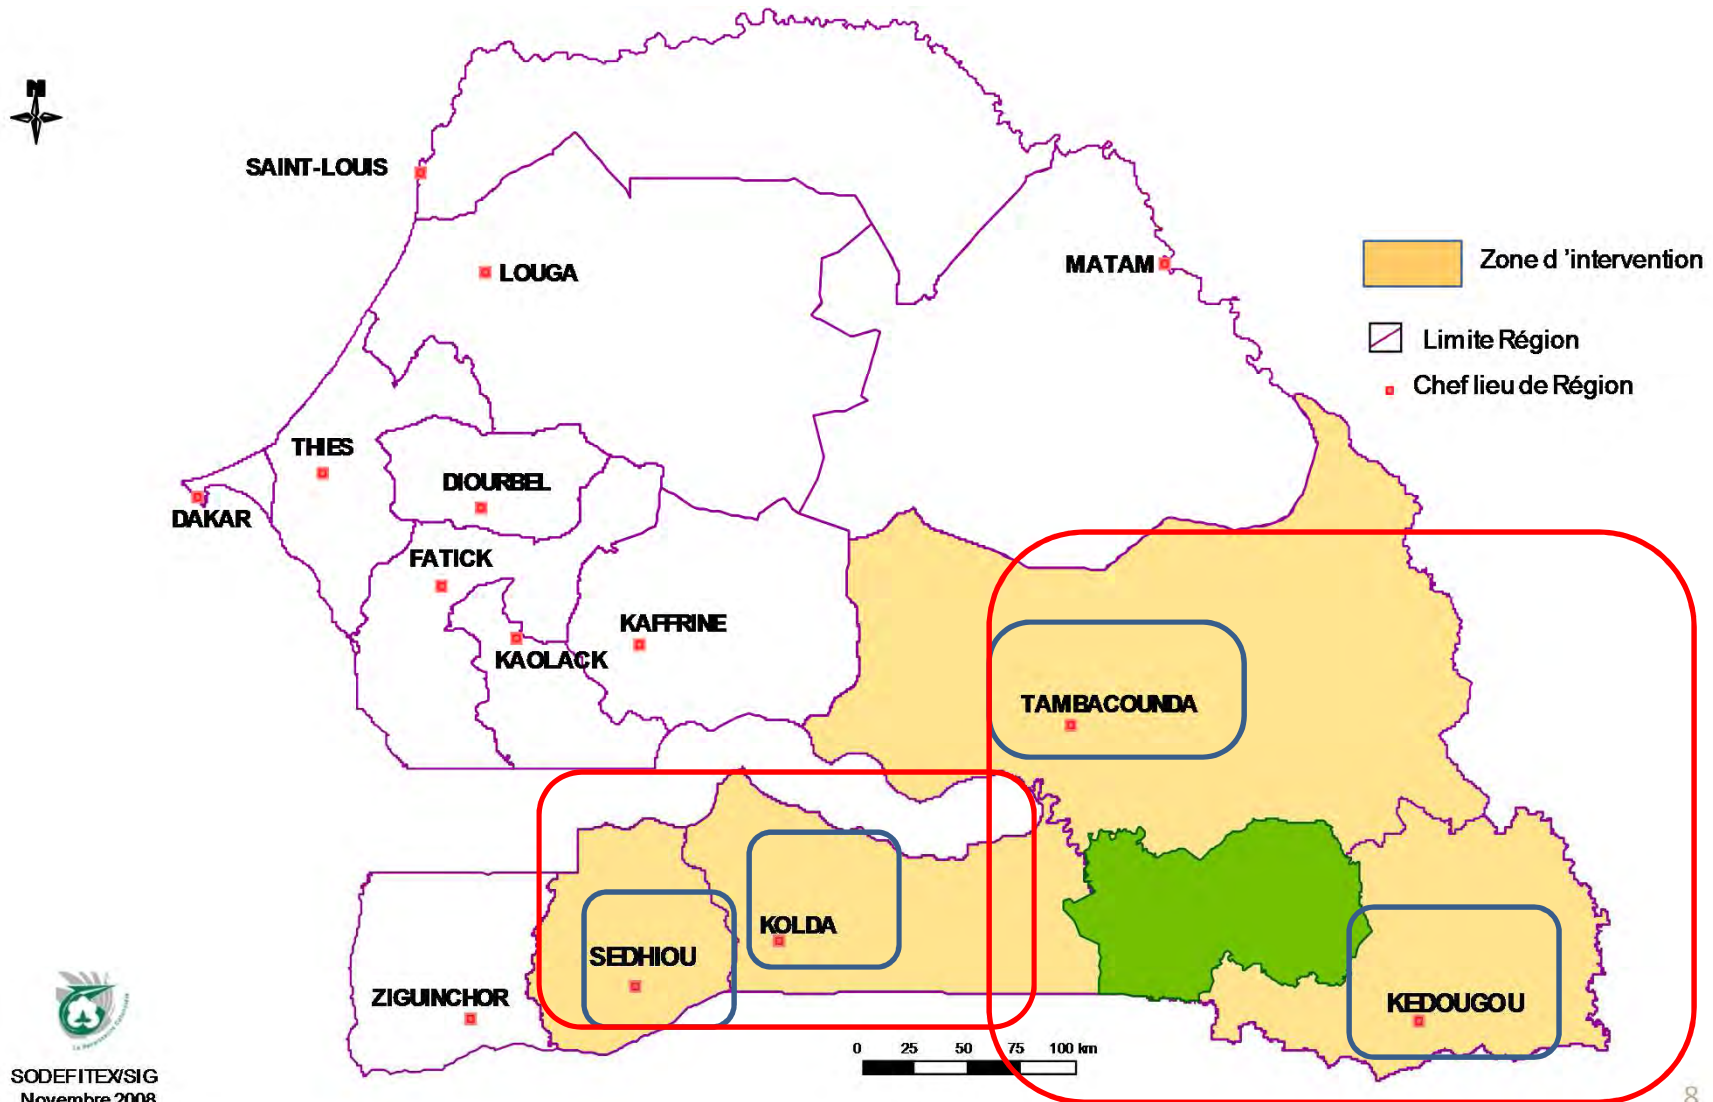 N
SAINT-LOUIS
LOUGA
MATAM
Zone d 'intervention
Limite Région
Chef lieu de Région
THIES
DIOURBEL
DAKAR
FATICK
KAFFRINE
KAOLACK
TAMBACOUNDA
KOLDA
SEDHIOU
ZIGUINCHOR
KEDOUGOU
0 25 50 75 100 km
SODEFITEX/SIG
Novembre 2008
8